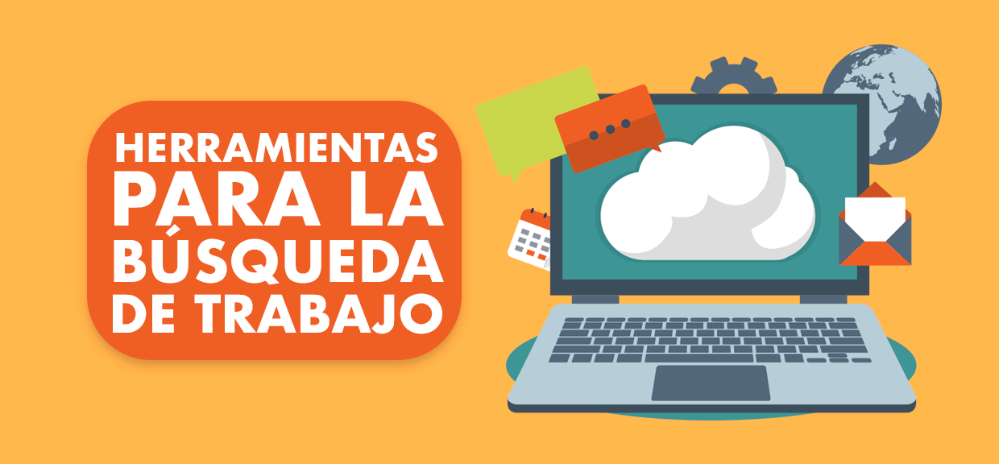 HERRAMIENTAS
PARA LA
BÚSQUEDA
DE TRABAJO